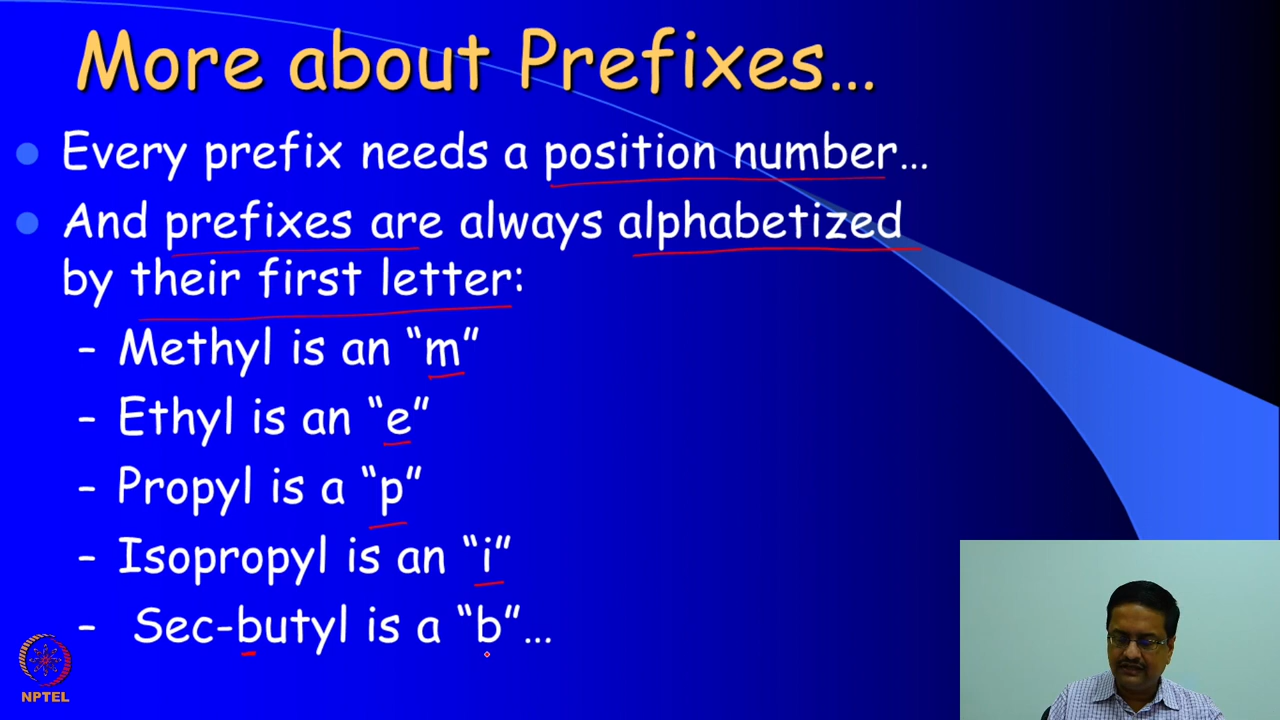 More about Prefixes...
Every prefix needs a position number...
And prefixes are always alphabetized
by their first letter:
– Methyl is an “m”
– Ethyl is an “e”
– Propyl is a “p”
– Isopropyl is an “i”
– Sec-butyl is a “b”...
NPTEL